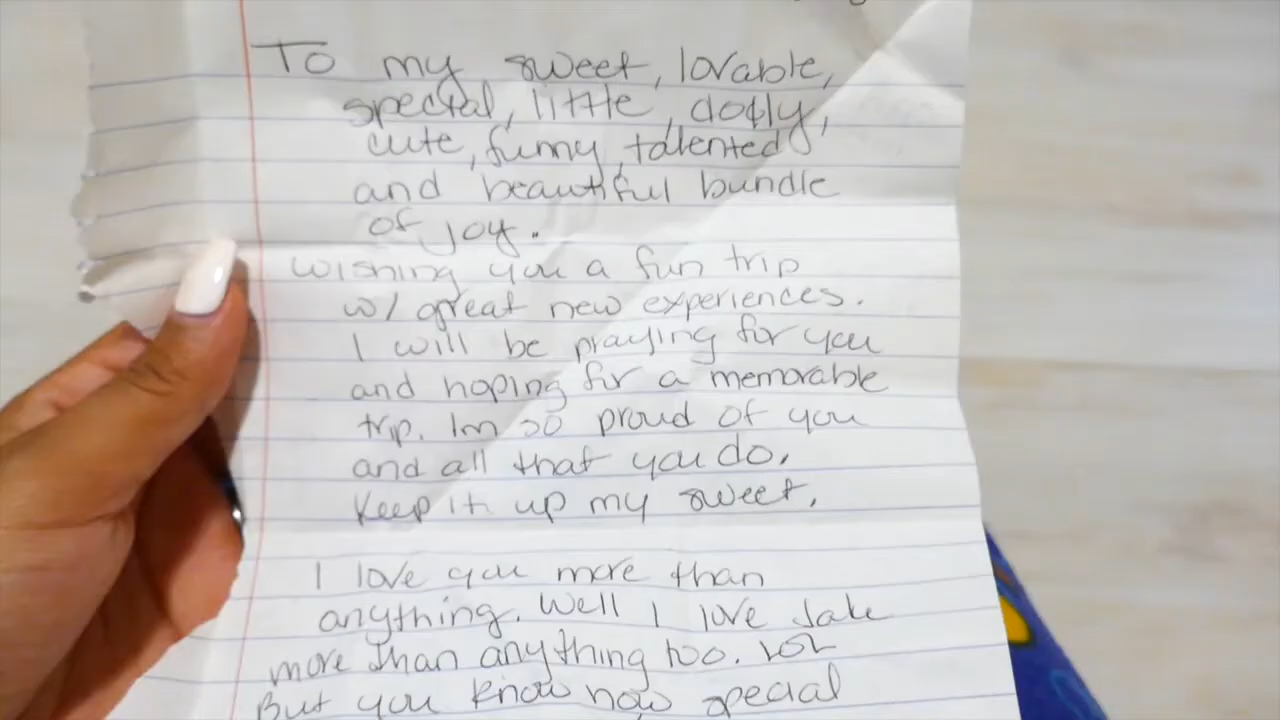 To my sweet, lovable,
special, little, dolly,
cute, funny, talented
and beautiful bundle
of joy.
wishing you a fun trip
w/ great new experiences.
I will be praying for you
and hoping for a memorable
trip. Im so proud of you
and all that you do.
Keep it up my sweet.
I love you more than
anything. Well I love Jake
more than anything too. LOL
But you know how special